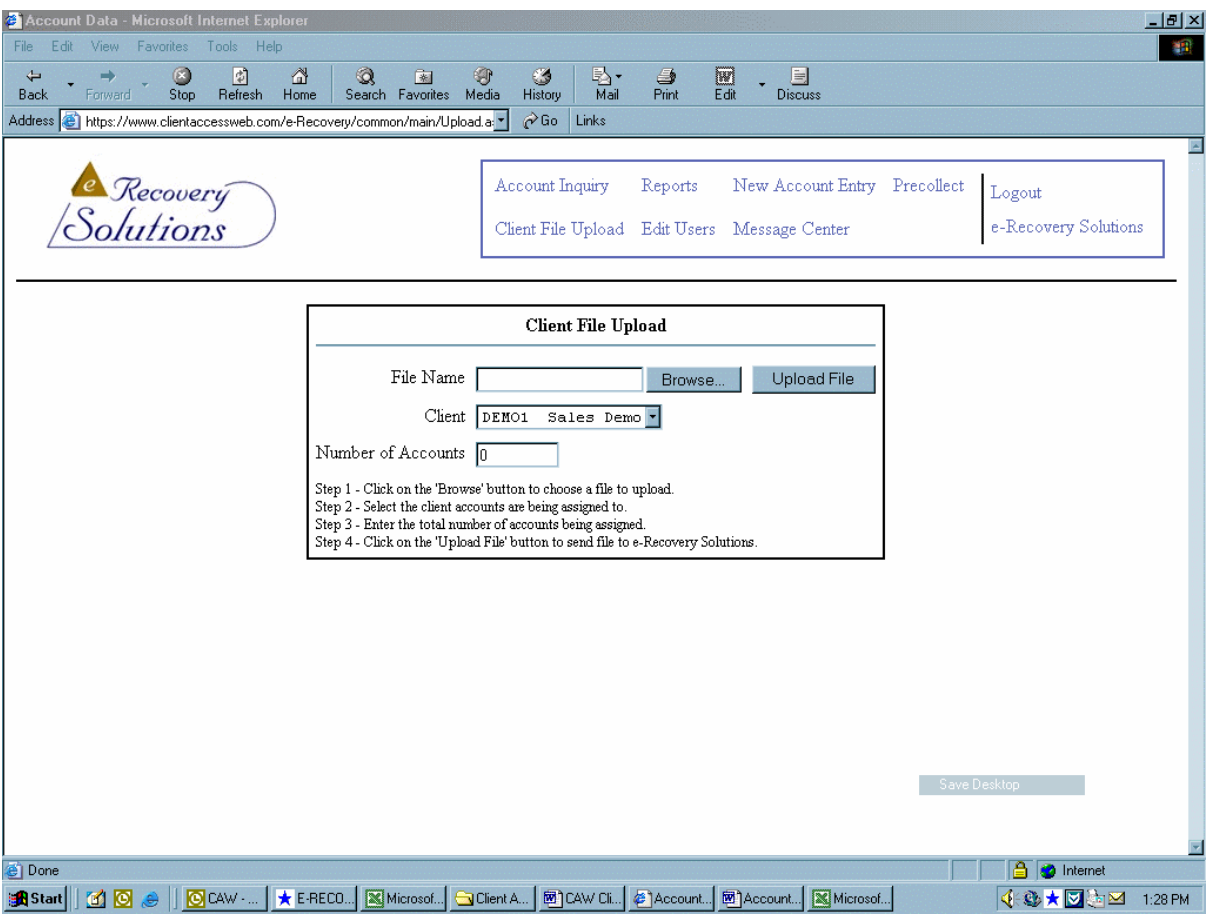 Account Data - Microsoft Internet Explorer
File Edit View Favorites Tools Help
Back Forward Stop Refresh Home Search Favorites Media History Mail Print Edit Discuss
Address https://www.clientaccessweb.com/e-Recovery/common/main/Upload.a Go Links
e Recovery
Solutions
Account Inquiry Reports New Account Entry Precollect
Client File Upload Edit Users Message Center
Logout
e-Recovery Solutions
Client File Upload
File Name Browse... Upload File
Client DEMO1 Sales Demo
Number of Accounts 0
Step 1 - Click on the 'Browse' button to choose a file to upload.
Step 2 - Select the client accounts are being assigned to.
Step 3 - Enter the total number of accounts being assigned.
Step 4 - Click on the 'Upload File' button to send file to e-Recovery Solutions.
Save Desktop
Done Internet
Start CAW - ... E-RECO... Microsof... Client A... CAW Cli... Account... Account... Microsof... 1:28 PM